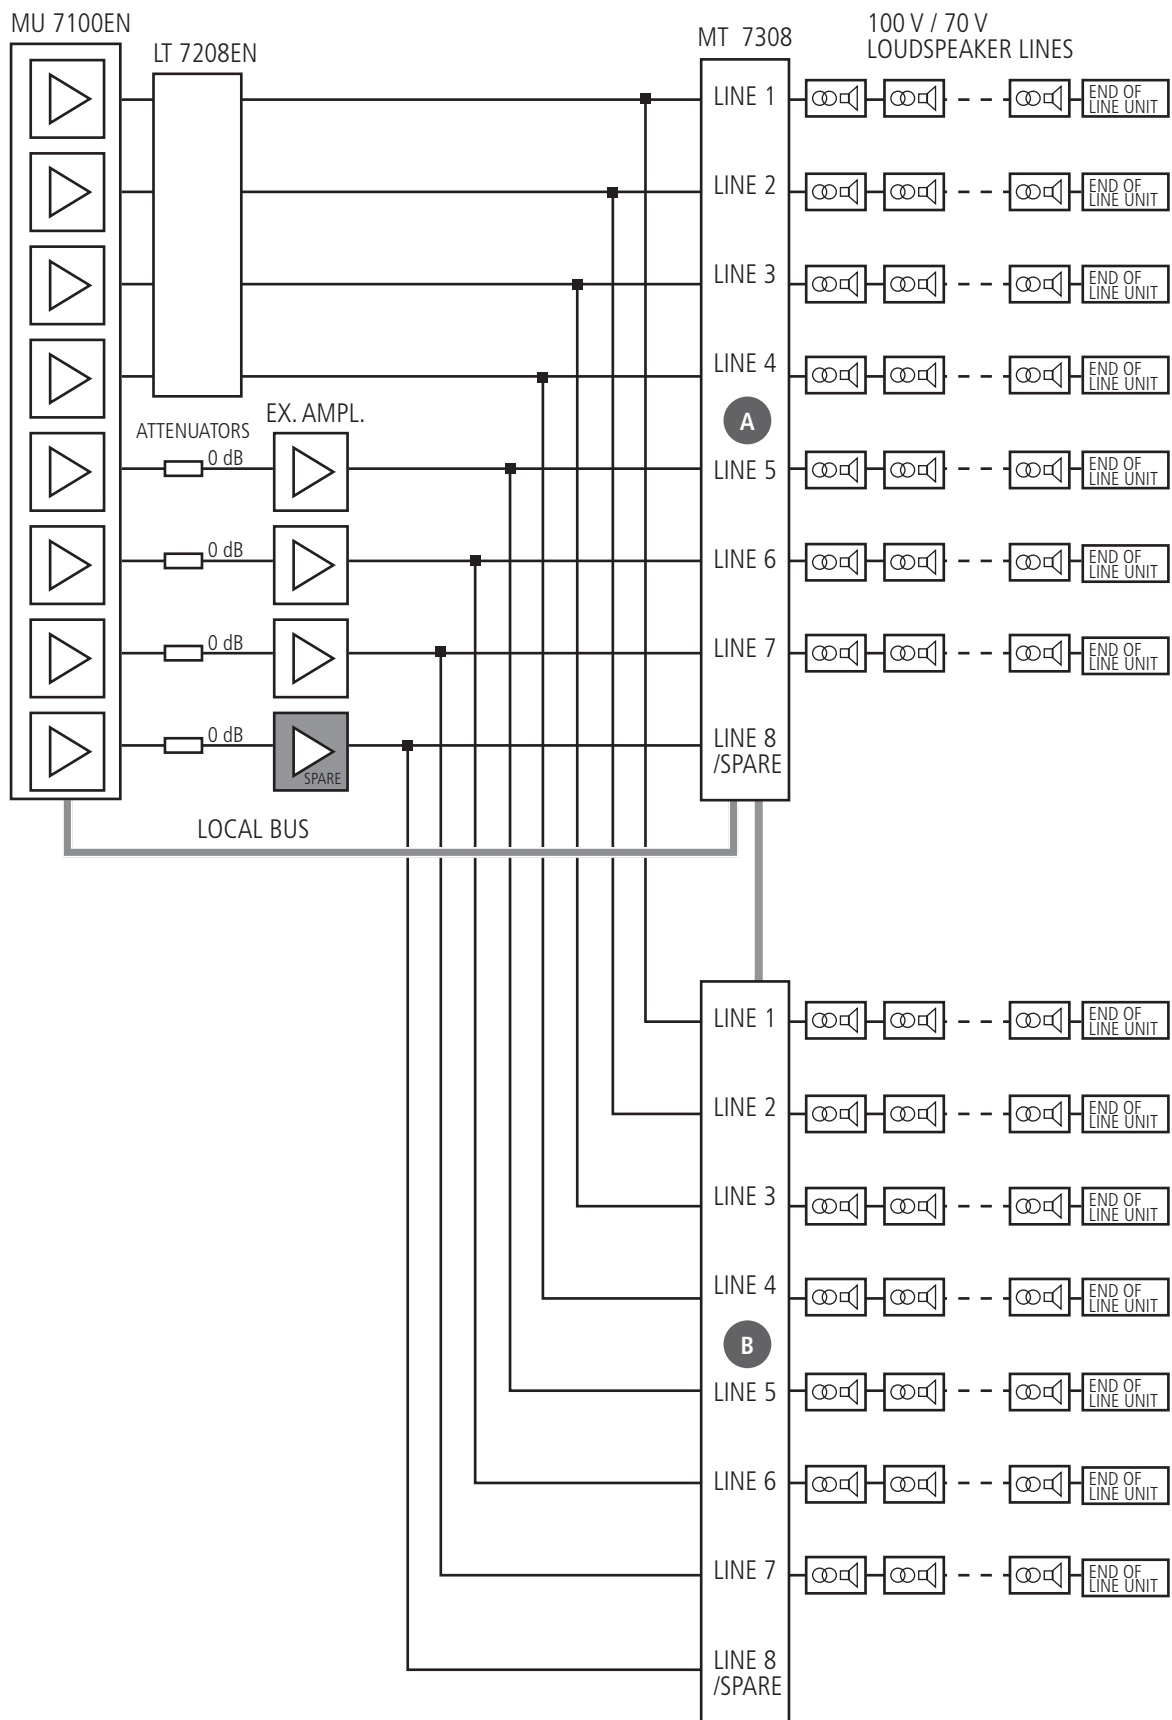 MU 7100EN
LT 7208EN
MT 7308
100 V / 70 V
LOUDSPEAKER LINES
LINE 1
END OF
LINE UNIT
LINE 2
END OF
LINE UNIT
LINE 3
END OF
LINE UNIT
LINE 4
END OF
LINE UNIT
A
EX. AMPL.
ATTENUATORS
0 dB
LINE 5
END OF
LINE UNIT
0 dB
LINE 6
END OF
LINE UNIT
0 dB
LINE 7
END OF
LINE UNIT
0 dB
SPARE
LINE 8
/SPARE
LOCAL BUS
LINE 1
END OF
LINE UNIT
LINE 2
END OF
LINE UNIT
LINE 3
END OF
LINE UNIT
LINE 4
END OF
LINE UNIT
B
LINE 5
END OF
LINE UNIT
LINE 6
END OF
LINE UNIT
LINE 7
END OF
LINE UNIT
LINE 8
/SPARE